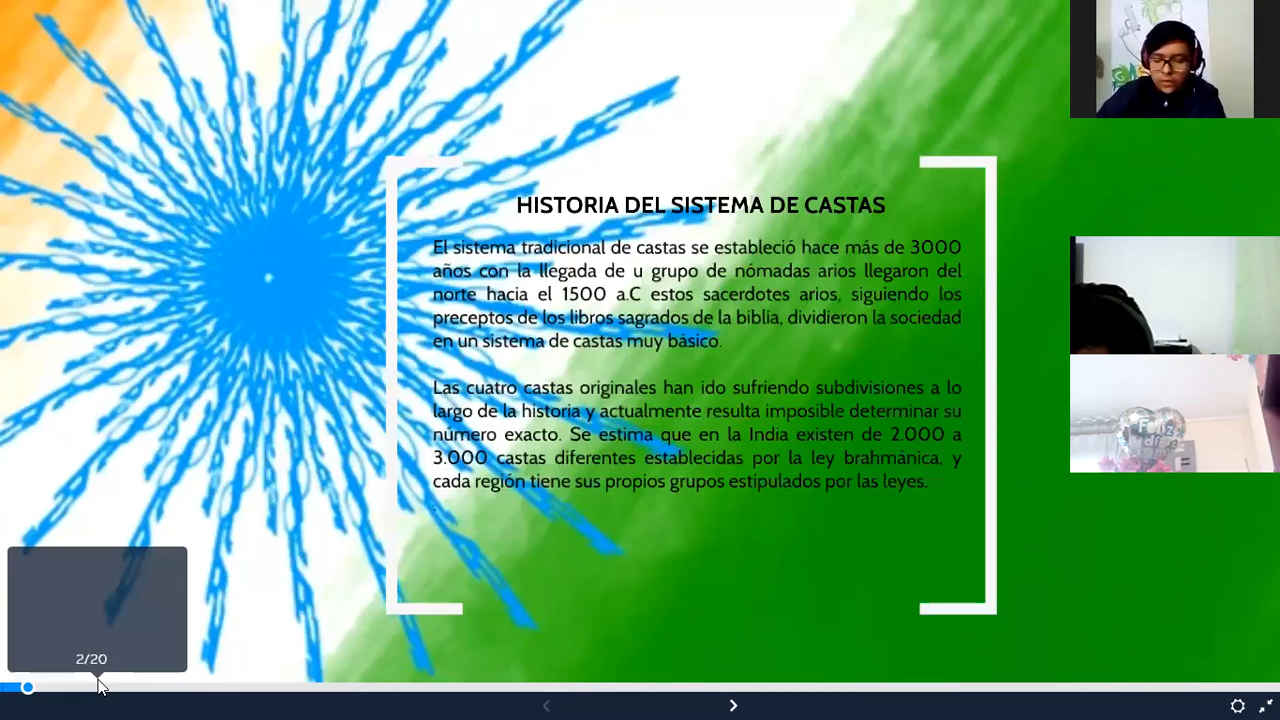 HISTORIA DEL SISTEMA DE CASTAS
El sistema tradicional de castas se estableció hace más de 3000
años con la llegada de u grupo de nómadas arios llegaron del
norte hacia el 1500 a.C estos sacerdotes arios, siguiendo los
preceptos de los libros sagrados de la biblia, dividieron la sociedad
en un sistema de castas muy básico.
Las cuatro castas originales han ido sufriendo subdivisiones a lo
largo de la historia y actualmente resulta imposible determinar su
número exacto. Se estima que en la India existen de 2.000 a
3.000 castas diferentes establecidas por la ley brahmánica, y
cada región tiene sus propios grupos estipulados por las leyes.
Feliz
2/20